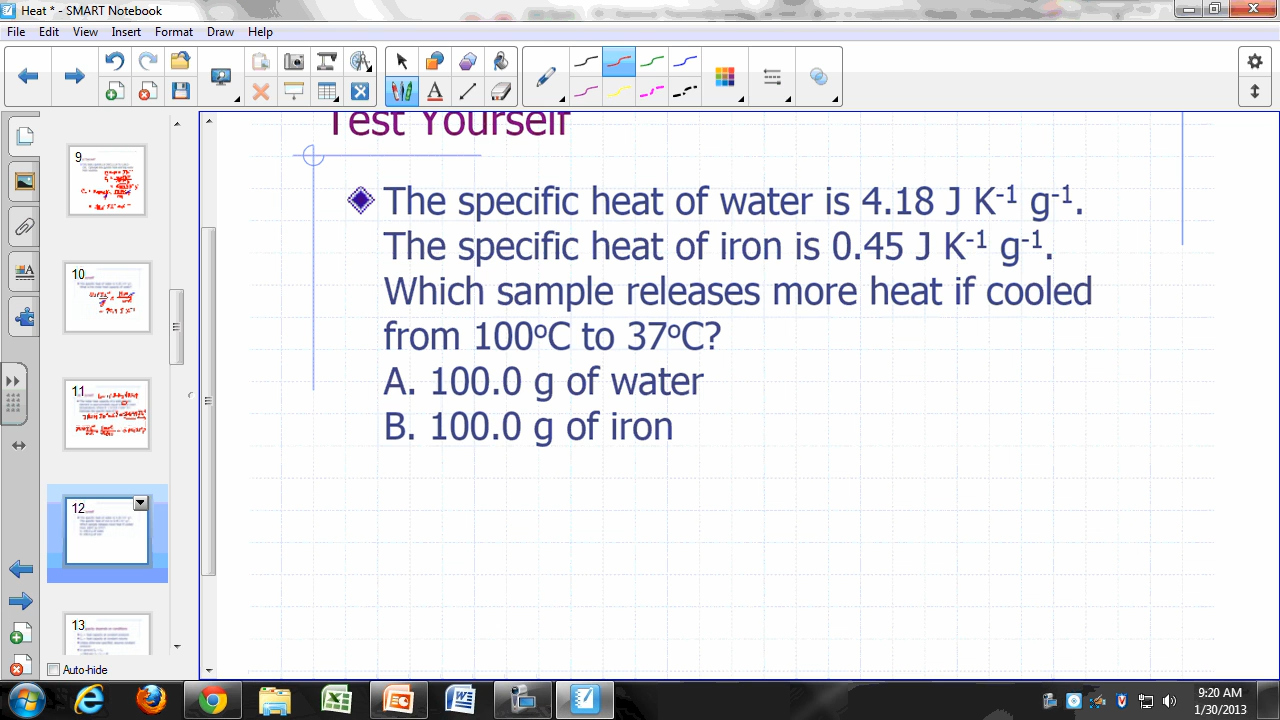 Heat * - SMART Notebook
File Edit View Insert Format Draw Help
9
10
11
12
13
Auto-hide
Test Yourself
The specific heat of water is 4.18 J K-1 g-1.
The specific heat of iron is 0.45 J K-1 g-1.
Which sample releases more heat if cooled
from 100oC to 37oC?
A. 100.0 g of water
B. 100.0 g of iron
9:20 AM
1/30/2013